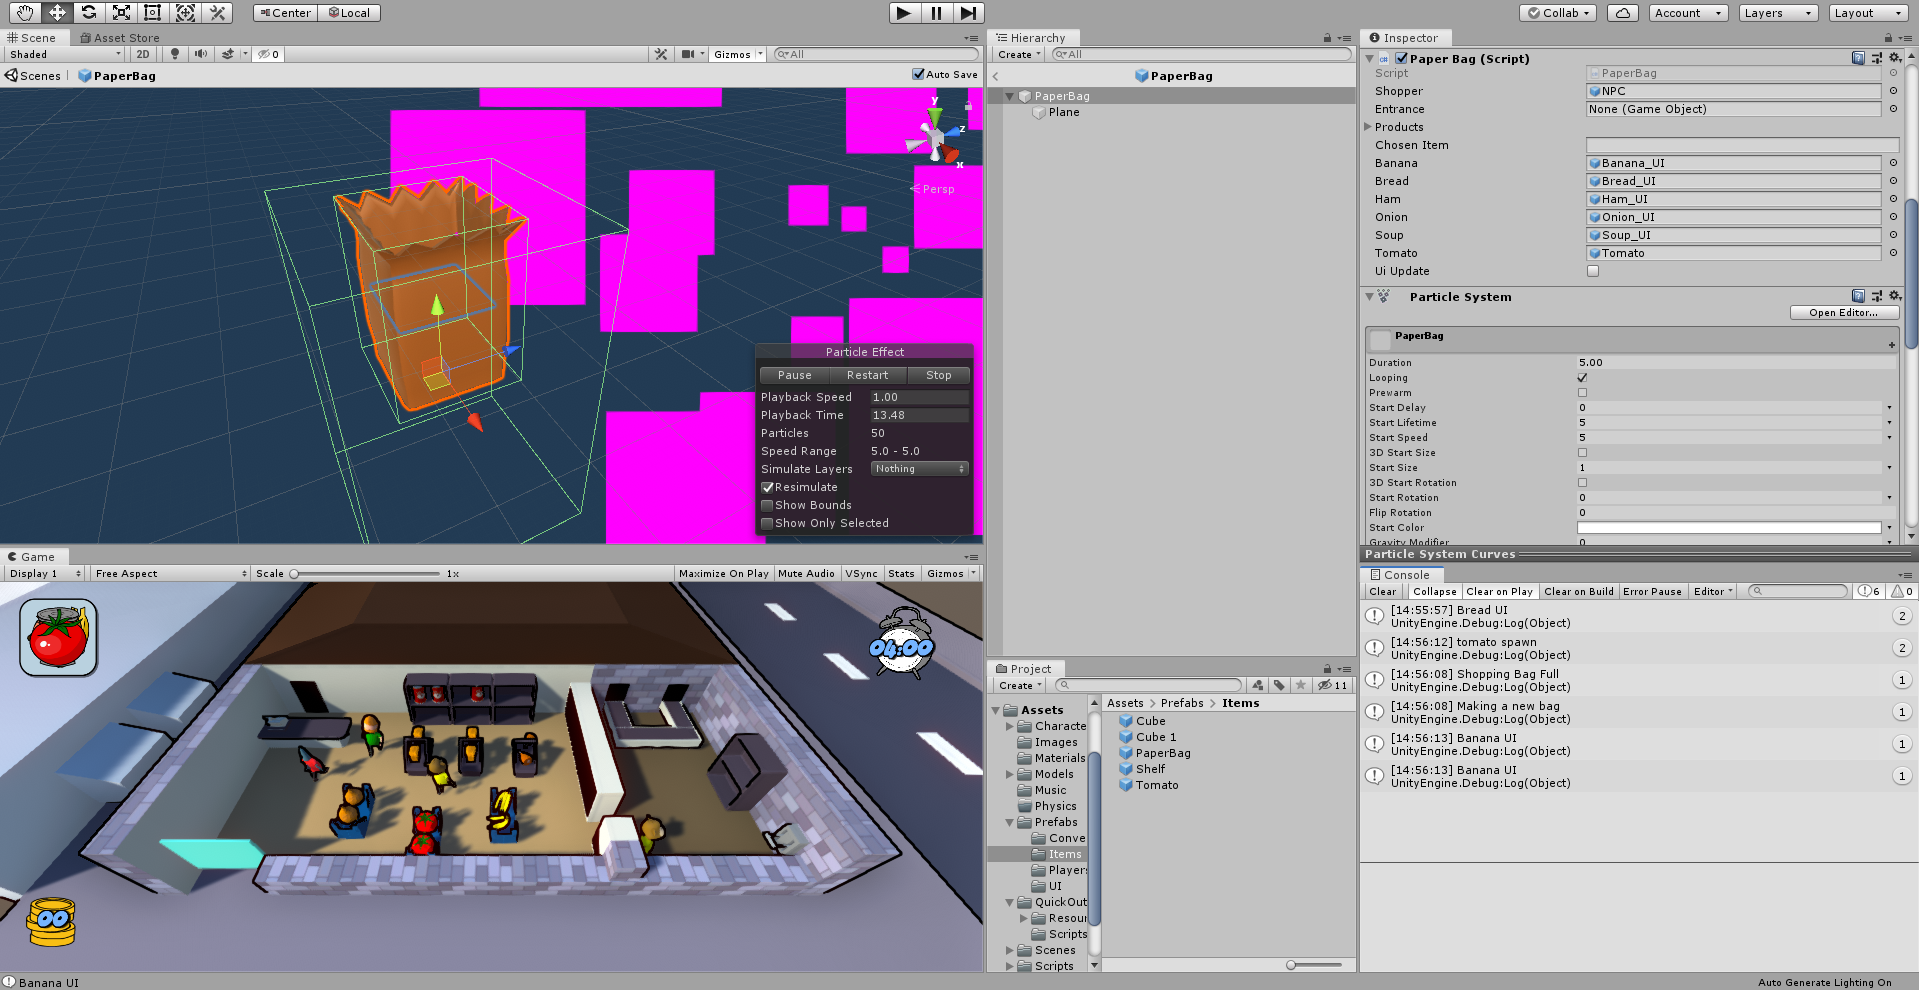 Center
Local
Collab
Account
Layers
Layout
Scene
Asset Store
Shaded
2D
0
Gizmos
All
Scenes
PaperBag
Auto Save
y
z
x
Persp
Particle Effect
Pause
Restart
Stop
Playback Speed 1.00
Playback Time 13.48
Particles 50
Speed Range 5.0 - 5.0
Simulate Layers Nothing
Resimulate
Show Bounds
Show Only Selected
Game
Display 1
Free Aspect
Scale 1x
Maximize On Play
Mute Audio
VSync
Stats
Gizmos
04:00
00
Banana UI
Hierarchy
Create
All
PaperBag
PaperBag
Plane
Project
Create
11
Assets
Characte
Images
Materials
Models
Music
Physics
Prefabs
Conve
Items
Player
UI
QuickOut
Resour
Scripts
Scenes
Scripts
Assets > Prefabs > Items
Cube
Cube 1
PaperBag
Shelf
Tomato
Inspector
Paper Bag (Script)
Script PaperBag
Shopper NPC
Entrance None (Game Object)
Products
Chosen Item
Banana Banana_UI
Bread Bread_UI
Ham Ham_UI
Onion Onion_UI
Soup Soup_UI
Tomato Tomato
Ui Update
Particle System
Open Editor...
PaperBag
Duration 5.00
Looping
Prewarm
Start Delay 0
Start Lifetime 5
Start Speed 5
3D Start Size
Start Size 1
3D Start Rotation
Start Rotation 0
Flip Rotation 0
Start Color
Gravity Modifier 0
Particle System Curves
Console
Clear
Collapse
Clear on Play
Clear on Build
Error Pause
Editor
6
0
[14:55:57] Bread UI
UnityEngine.Debug:Log(Object)
2
[14:56:12] tomato spawn
UnityEngine.Debug:Log(Object)
2
[14:56:08] Shopping Bag Full
UnityEngine.Debug:Log(Object)
1
[14:56:08] Making a new bag
UnityEngine.Debug:Log(Object)
1
[14:56:13] Banana UI
UnityEngine.Debug:Log(Object)
1
[14:56:13] Banana UI
UnityEngine.Debug:Log(Object)
1
Auto Generate Lighting On